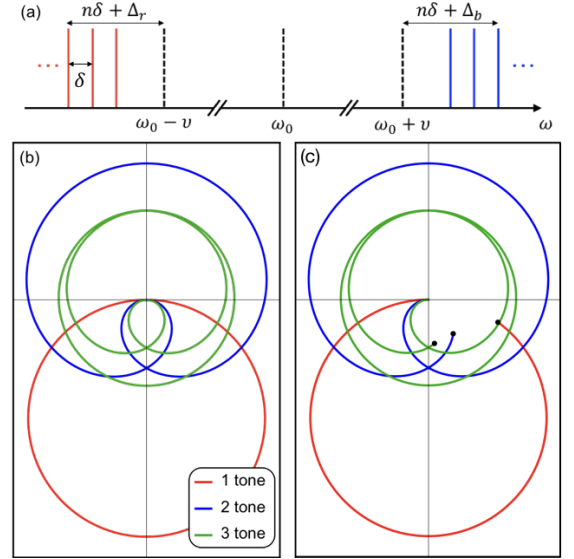 (a)
nδ + Δ_r
nδ + Δ_b
...
δ
...
ω₀ − υ
ω₀
ω₀ + υ
ω
(b)
(c)
1 tone
2 tone
3 tone